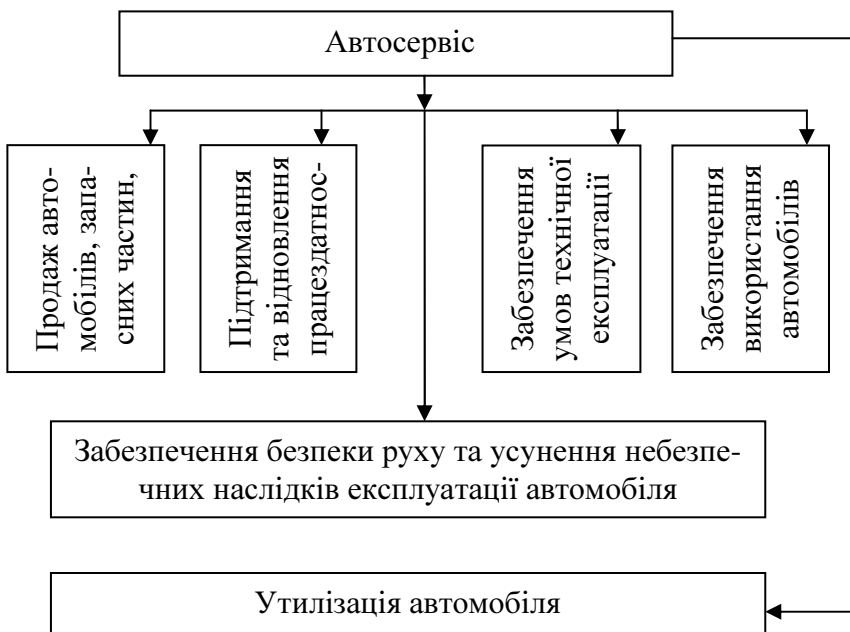 Автосервіс
Продаж авто-
мобілів, запа-
сних частин,
Підтримання
та відновлення
працездатнос-
Забезпечення
умов технічної
експлуатації
Забезпечення
використання
автомобілів
Забезпечення безпеки руху та усунення небезпе-
чних наслідків експлуатації автомобіля
Утилізація автомобіля